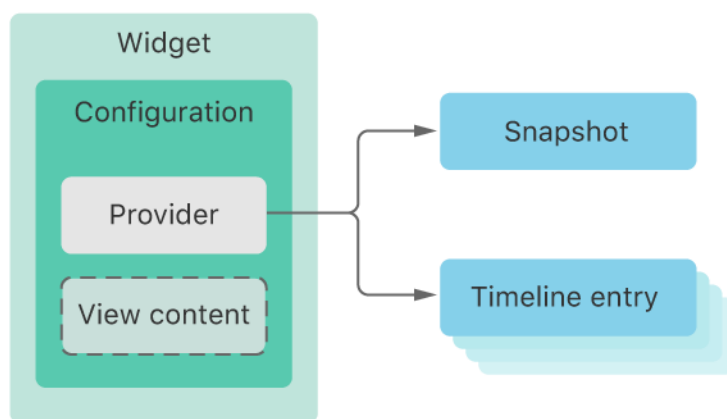 Widget
Configuration
Provider
View content
Snapshot
Timeline entry